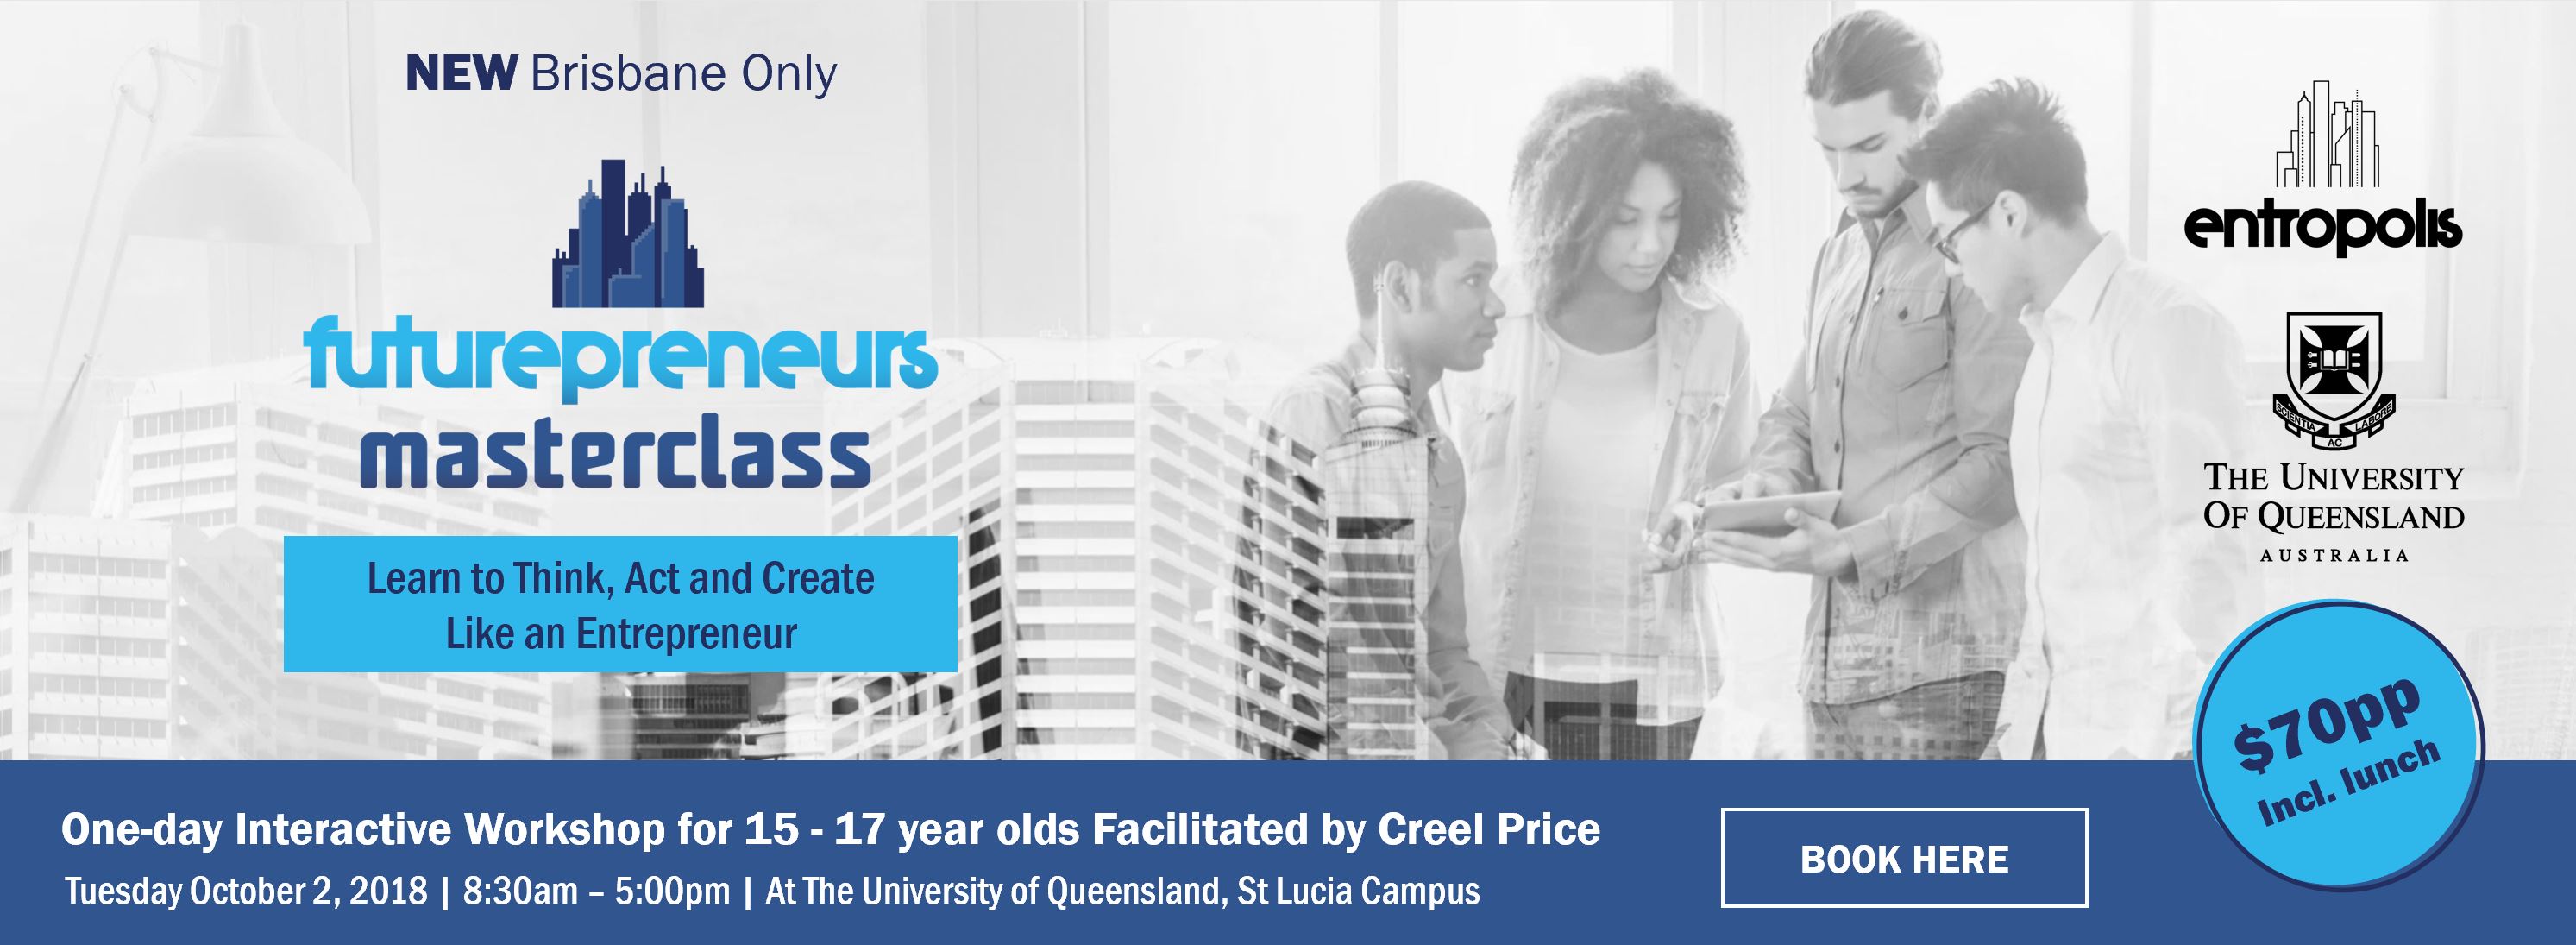 NEW Brisbane Only
futurepreneurs
masterclass
Learn to Think, Act and Create
Like an Entrepreneur
entropolis
SCIENTIA AC LABORE
THE UNIVERSITY
OF QUEENSLAND
AUSTRALIA
$70pp
Incl. lunch
One-day Interactive Workshop for 15 - 17 year olds Facilitated by Creel Price
Tuesday October 2, 2018 | 8:30am – 5:00pm | At The University of Queensland, St Lucia Campus
BOOK HERE